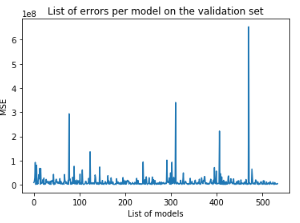 List of errors per model on the validation set
1e8
6
5
4
3
2
1
0
MSE
0 100 200 300 400 500
List of models